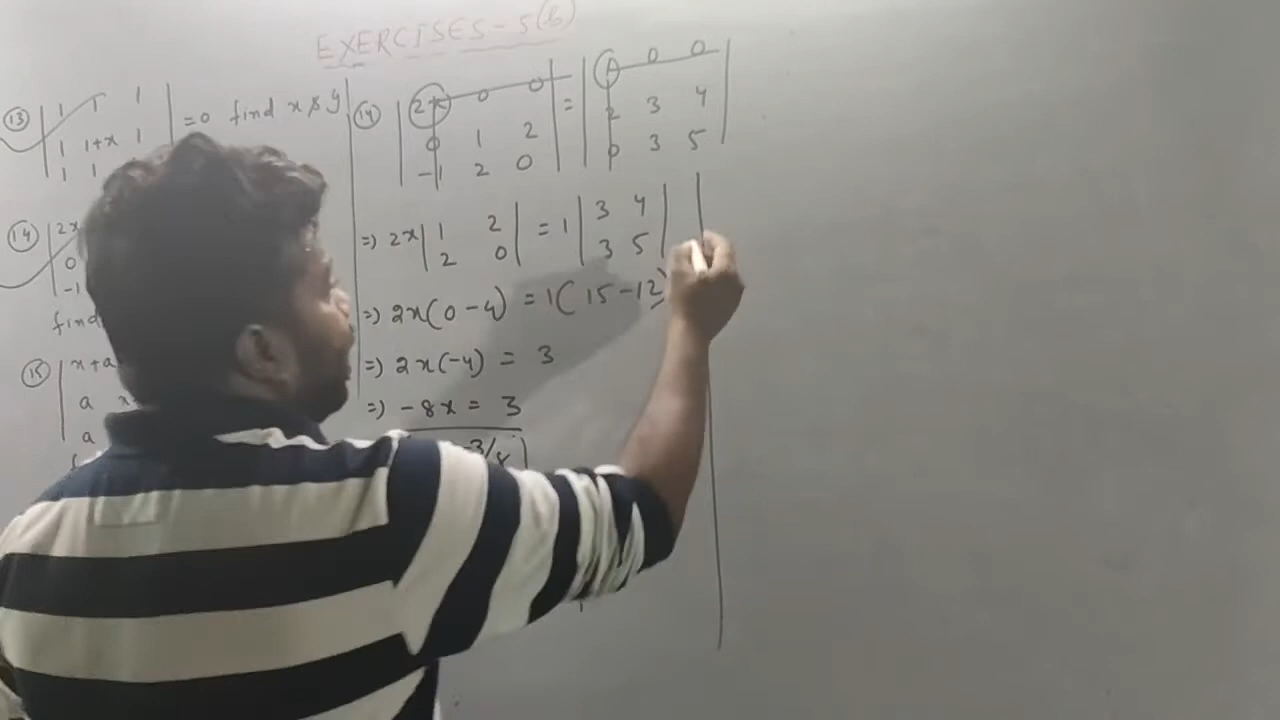 EXERCISES - 5(b)
(13) | 1 1 1 | = 0 find x & y
| 1 1+x 1 |
| 1 1
(14) | 2x
| 0
| -1
find
(15) | x+a
| a x
| a
(14) | 2x 0 0 | = | 1 0 0 |
| 0 1 2 | | 2 3 4 |
| -1 2 0 | | 0 3 5 |
=) 2x | 1 2 | = 1 | 3 4 |
| 2 0 | | 3 5 |
=) 2x(0-4) = 1(15-12)
=) 2x(-4) = 3
=) -8x = 3
-3/8